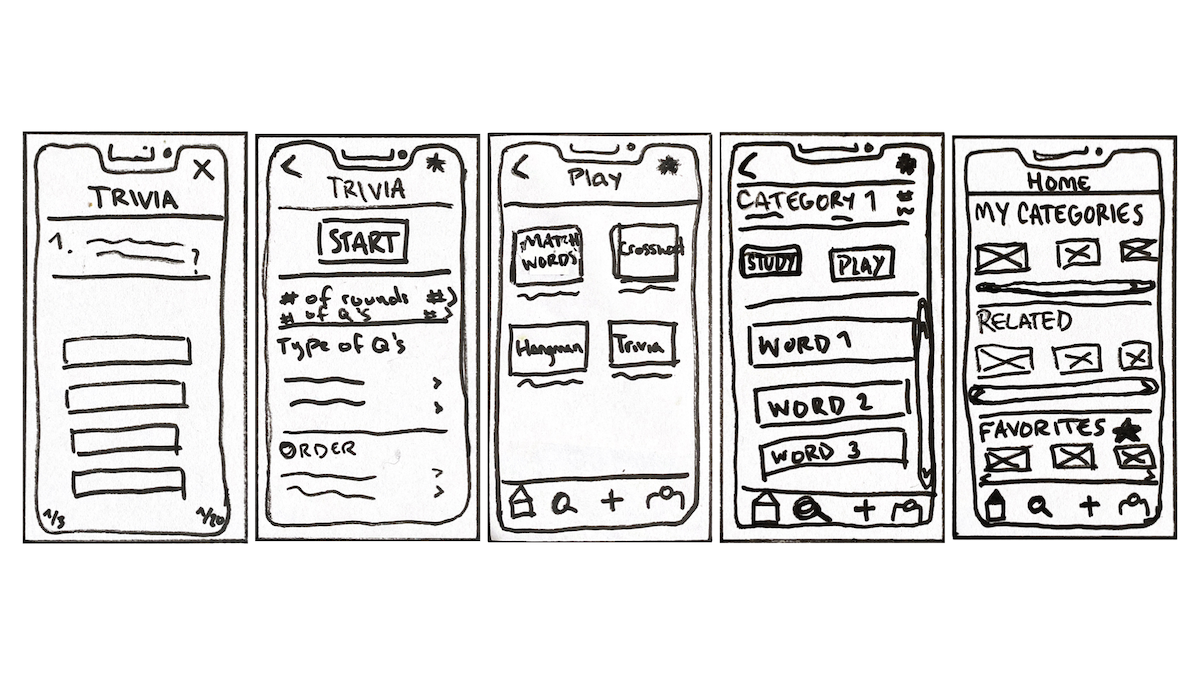 TRIVIA
1.
?
1/3
1/20
TRIVIA
START
# of rounds #
# of Q's #
Type of Q's
ORDER
Play
MATCH
WORDS
Crossword
Hangman
Trivia
CATEGORY 1
STUDY
PLAY
WORD 1
WORD 2
WORD 3
HOME
MY CATEGORIES
RELATED
FAVORITES